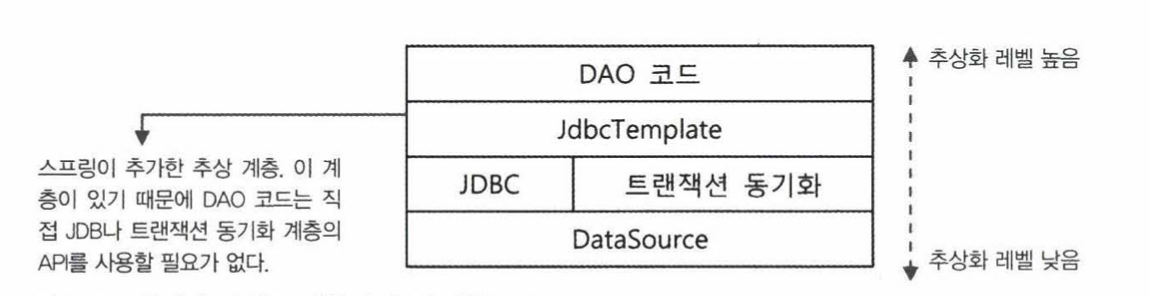 DAO 코드
JdbcTemplate
JDBC
트랜잭션 동기화
DataSource
추상화 레벨 높음
추상화 레벨 낮음
스프링이 추가한 추상 계층. 이 계
층이 있기 때문에 DAO 코드는 직
접 JDB나 트랜잭션 동기화 계층의
API를 사용할 필요가 없다.